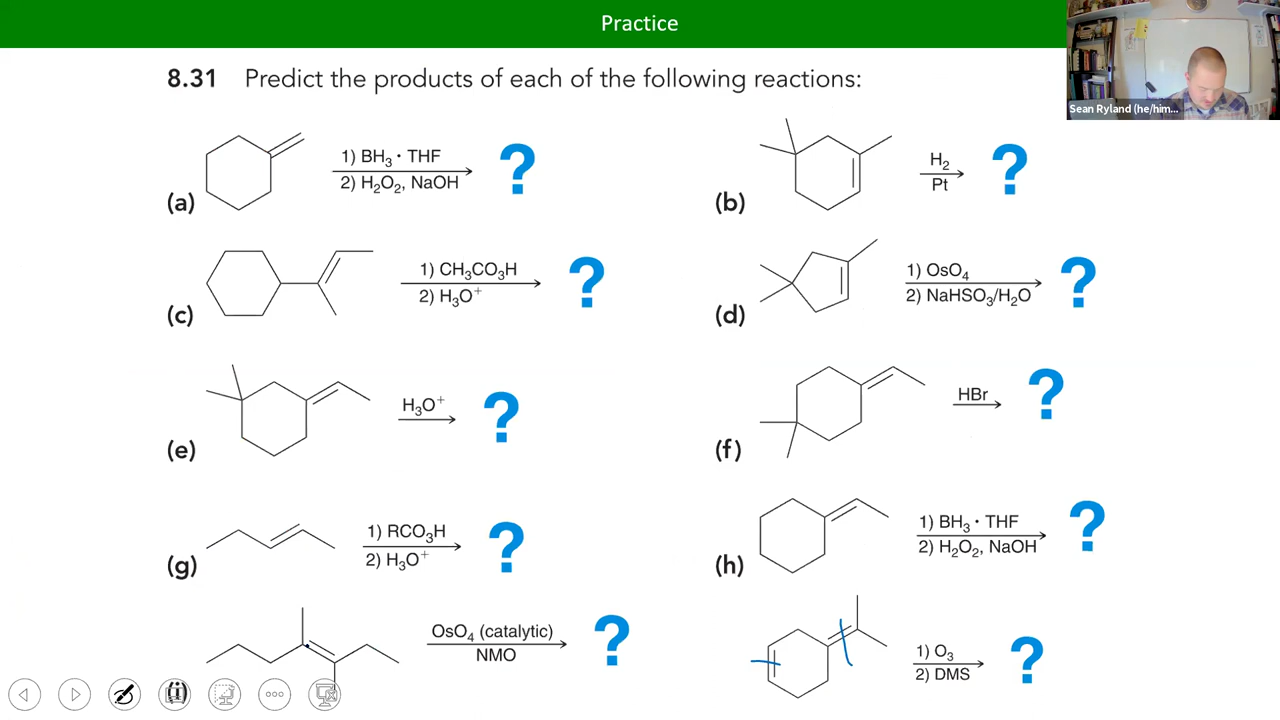 Practice
Sean Ryland (he/him...
8.31 Predict the products of each of the following reactions:
(a)
1) BH₃ · THF
2) H₂O₂, NaOH
?
(b)
H₂
Pt
?
(c)
1) CH₃CO₃H
2) H₃O⁺
?
(d)
1) OsO₄
2) NaHSO₃/H₂O
?
(e)
H₃O⁺
?
(f)
HBr
?
(g)
1) RCO₃H
2) H₃O⁺
?
(h)
1) BH₃ · THF
2) H₂O₂, NaOH
?
(i)
OsO₄ (catalytic)
NMO
?
1) O₃
2) DMS
?